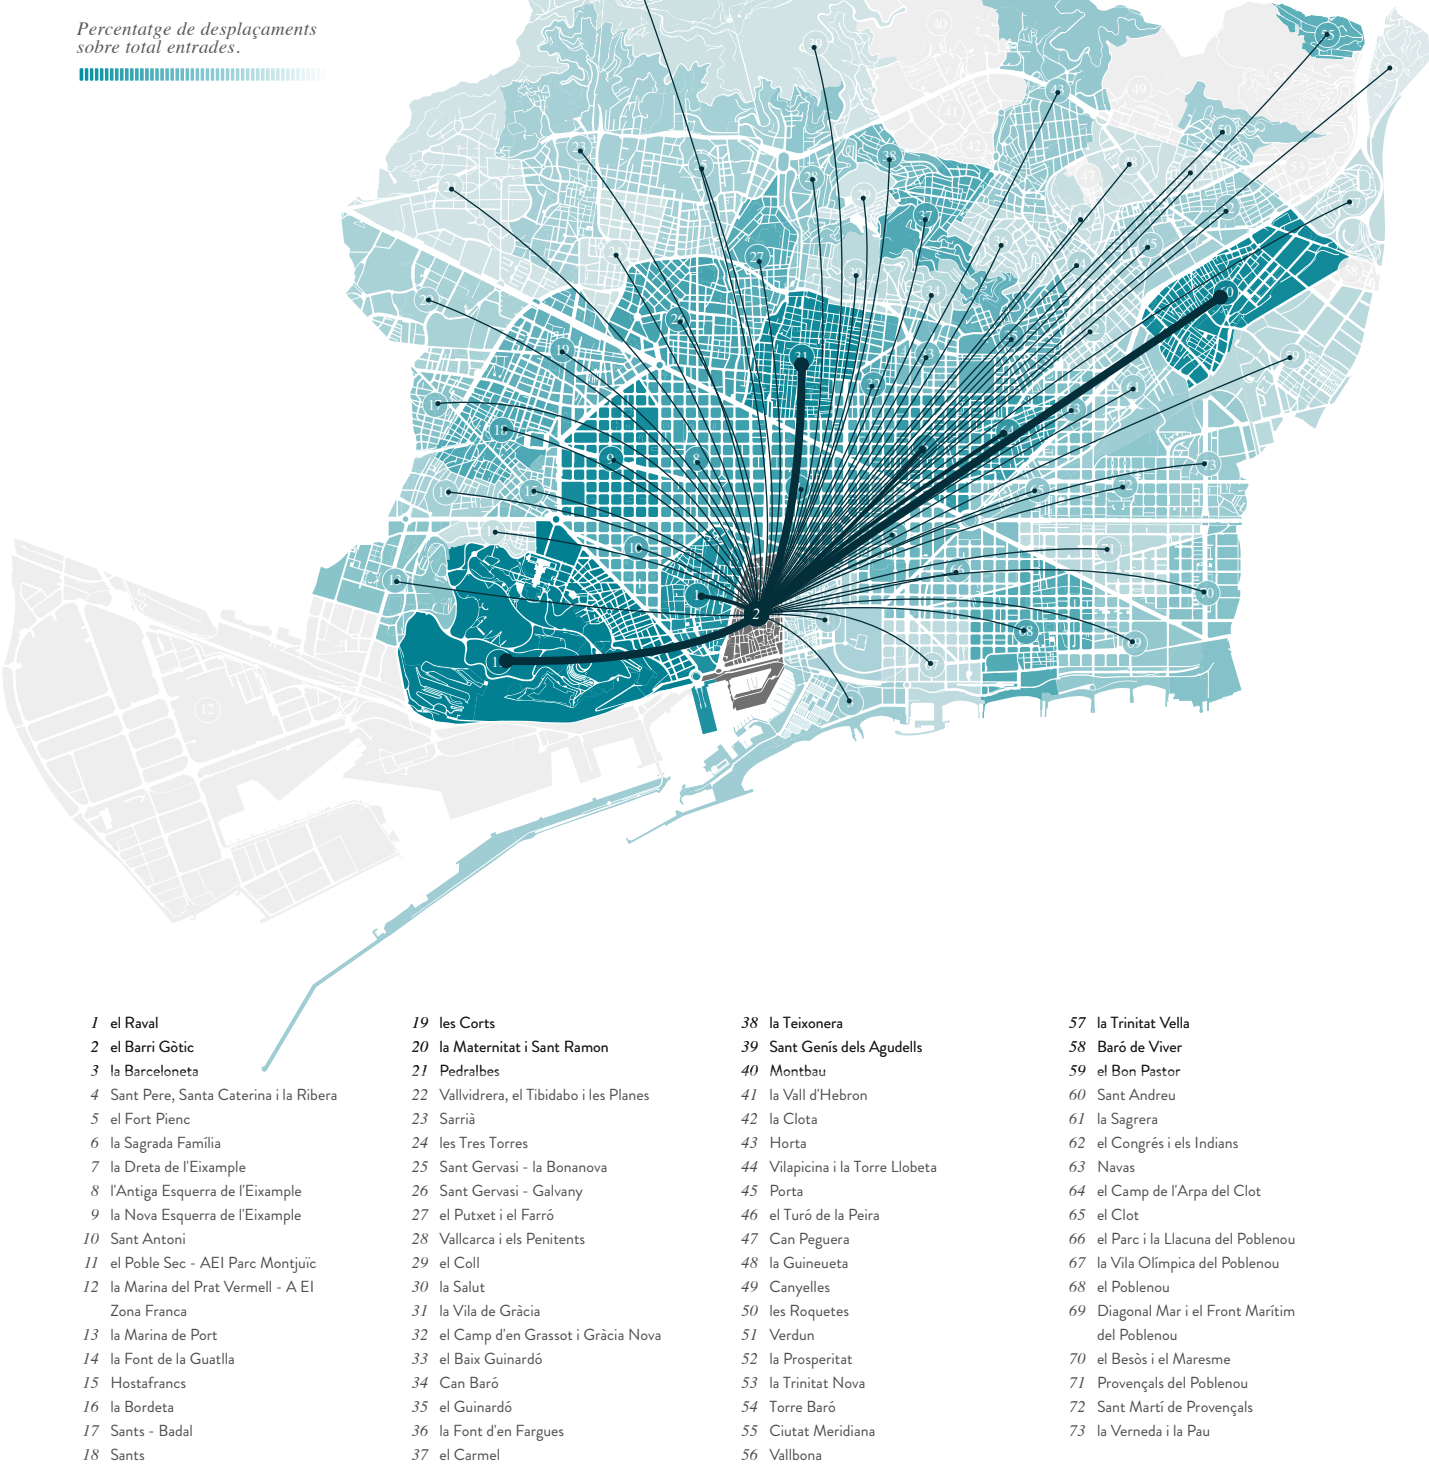 Percentatge de desplaçaments
sobre total entrades.
40
49
41
42
47
53
27
58
31
9
8
2
12
1 el Raval
2 el Barri Gòtic
3 la Barceloneta
4 Sant Pere, Santa Caterina i la Ribera
5 el Fort Pienc
6 la Sagrada Família
7 la Dreta de l'Eixample
8 l'Antiga Esquerra de l'Eixample
9 la Nova Esquerra de l'Eixample
10 Sant Antoni
11 el Poble Sec - AEI Parc Montjuïc
12 la Marina del Prat Vermell - A EI
Zona Franca
13 la Marina de Port
14 la Font de la Guatlla
15 Hostafrancs
16 la Bordeta
17 Sants - Badal
18 Sants
19 les Corts
20 la Maternitat i Sant Ramon
21 Pedralbes
22 Vallvidrera, el Tibidabo i les Planes
23 Sarrià
24 les Tres Torres
25 Sant Gervasi - la Bonanova
26 Sant Gervasi - Galvany
27 el Putxet i el Farró
28 Vallcarca i els Penitents
29 el Coll
30 la Salut
31 la Vila de Gràcia
32 el Camp d'en Grassot i Gràcia Nova
33 el Baix Guinardó
34 Can Baró
35 el Guinardó
36 la Font d'en Fargues
37 el Carmel
38 la Teixonera
39 Sant Genís dels Agudells
40 Montbau
41 la Vall d'Hebron
42 la Clota
43 Horta
44 Vilapicina i la Torre Llobeta
45 Porta
46 el Turó de la Peira
47 Can Peguera
48 la Guineueta
49 Canyelles
50 les Roquetes
51 Verdun
52 la Prosperitat
53 la Trinitat Nova
54 Torre Baró
55 Ciutat Meridiana
56 Vallbona
57 la Trinitat Vella
58 Baró de Viver
59 el Bon Pastor
60 Sant Andreu
61 la Sagrera
62 el Congrés i els Indians
63 Navas
64 el Camp de l'Arpa del Clot
65 el Clot
66 el Parc i la Llacuna del Poblenou
67 la Vila Olímpica del Poblenou
68 el Poblenou
69 Diagonal Mar i el Front Marítim
del Poblenou
70 el Besòs i el Maresme
71 Provençals del Poblenou
72 Sant Martí de Provençals
73 la Verneda i la Pau